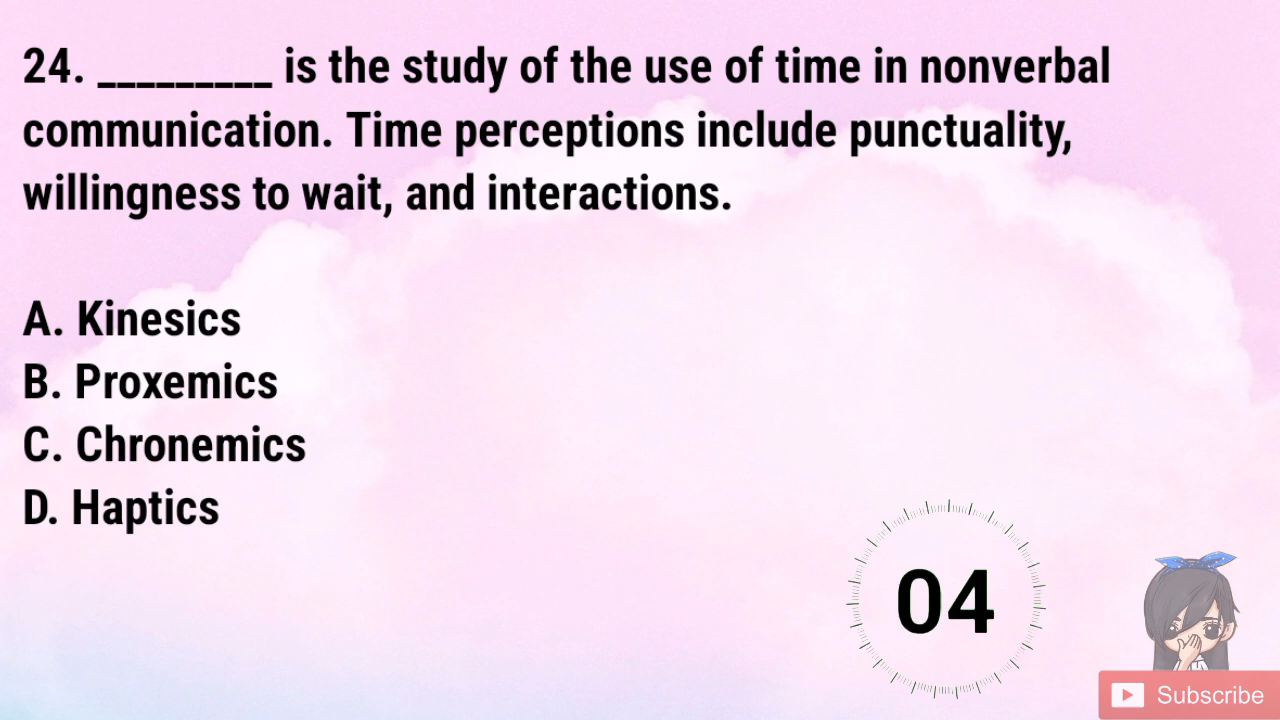 24. _________ is the study of the use of time in nonverbal
communication. Time perceptions include punctuality,
willingness to wait, and interactions.
A. Kinesics
B. Proxemics
C. Chronemics
D. Haptics
04
Subscribe